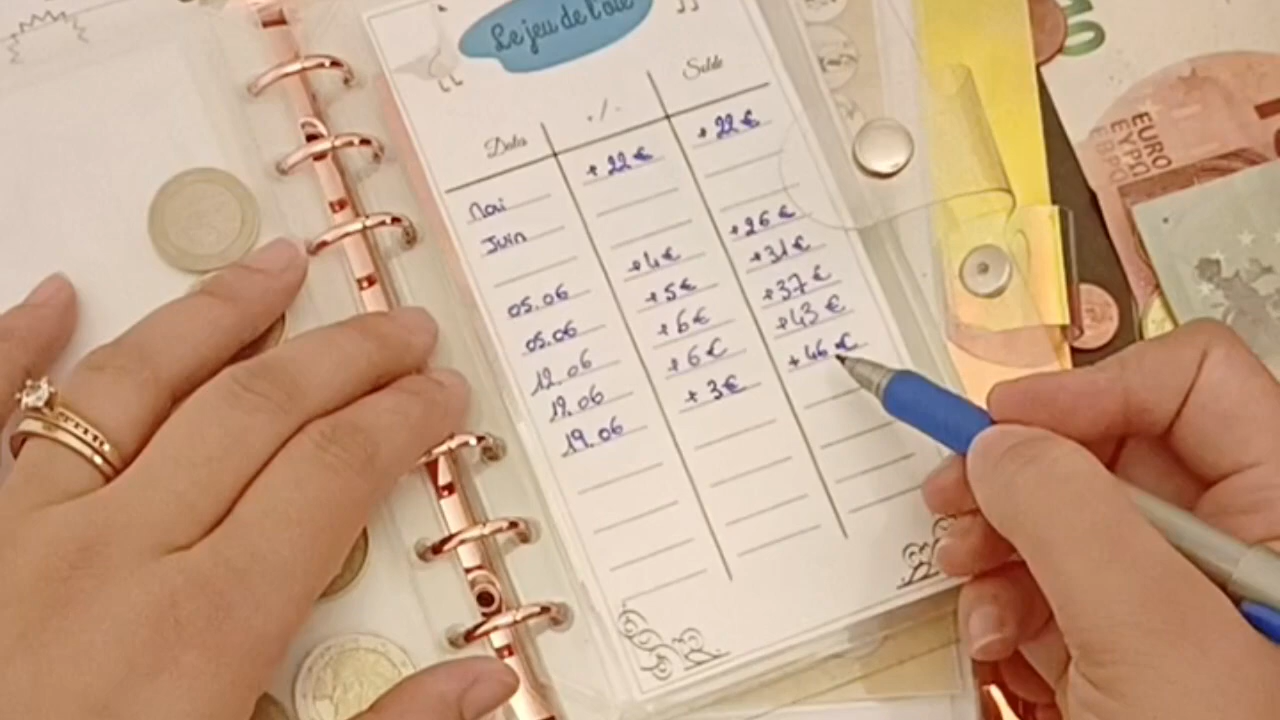 Le jeu de l'oie
Date +/- Solde
Mai +22€ +22€
Juin
05.06 +4€ +26€
05.06 +5€ +31€
12.06 +6€ +37€
19.06 +6€ +43€
19.06 +3€ +46€
EURO
ΕΥΡΩ